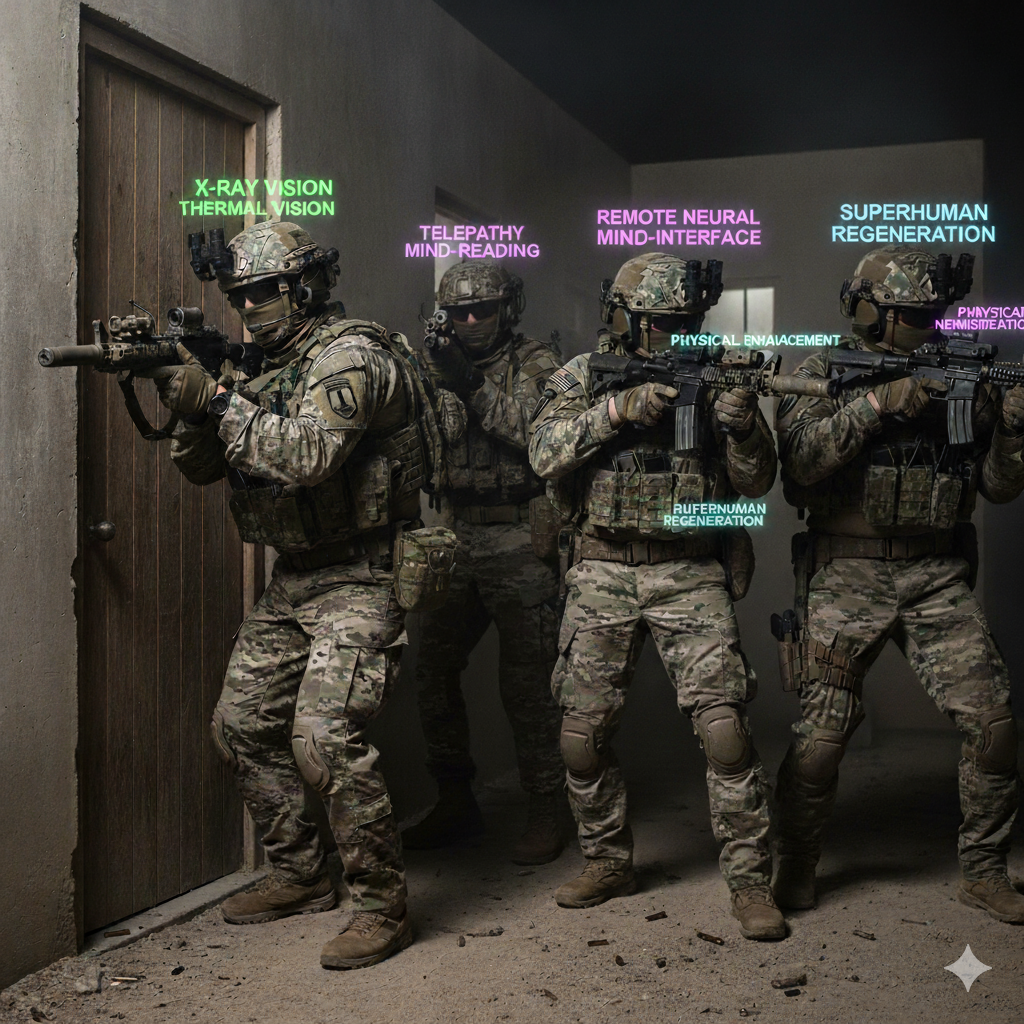 X-RAY VISION
THERMAL VISION
TELEPATHY
MIND-READING
REMOTE NEURAL
MIND-INTERFACE
SUPERHUMAN
REGENERATION
PHYSICAL ENHAIACEMENT
RUFERNUMAN
REGENERATION